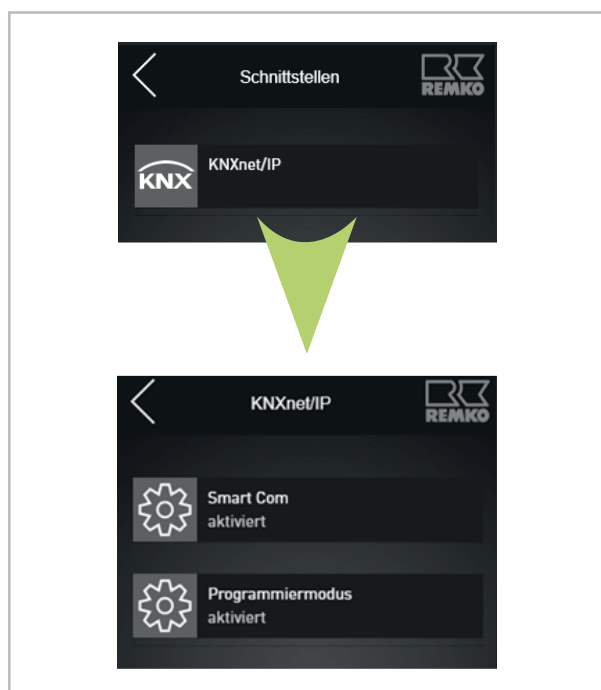 Schnittstellen
REMKO
KNX
KNXnet/IP
KNXnet/IP
REMKO
Smart Com
aktiviert
Programmiermodus
aktiviert